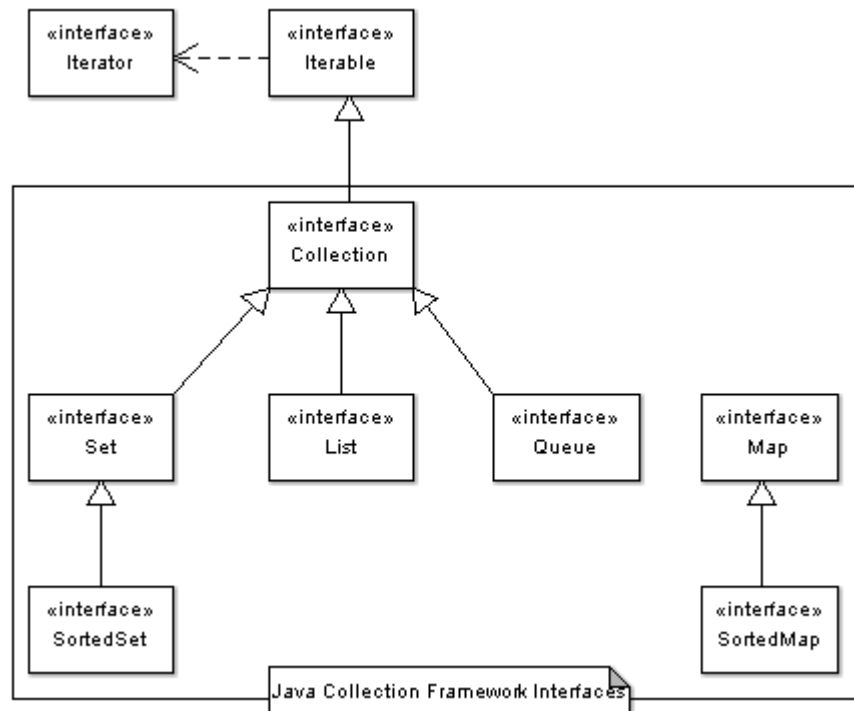 «interface»
Iterator
«interface»
Iterable
«interface»
Collection
«interface»
Set
«interface»
List
«interface»
Queue
«interface»
Map
«interface»
SortedSet
«interface»
SortedMap
Java Collection Framework Interfaces